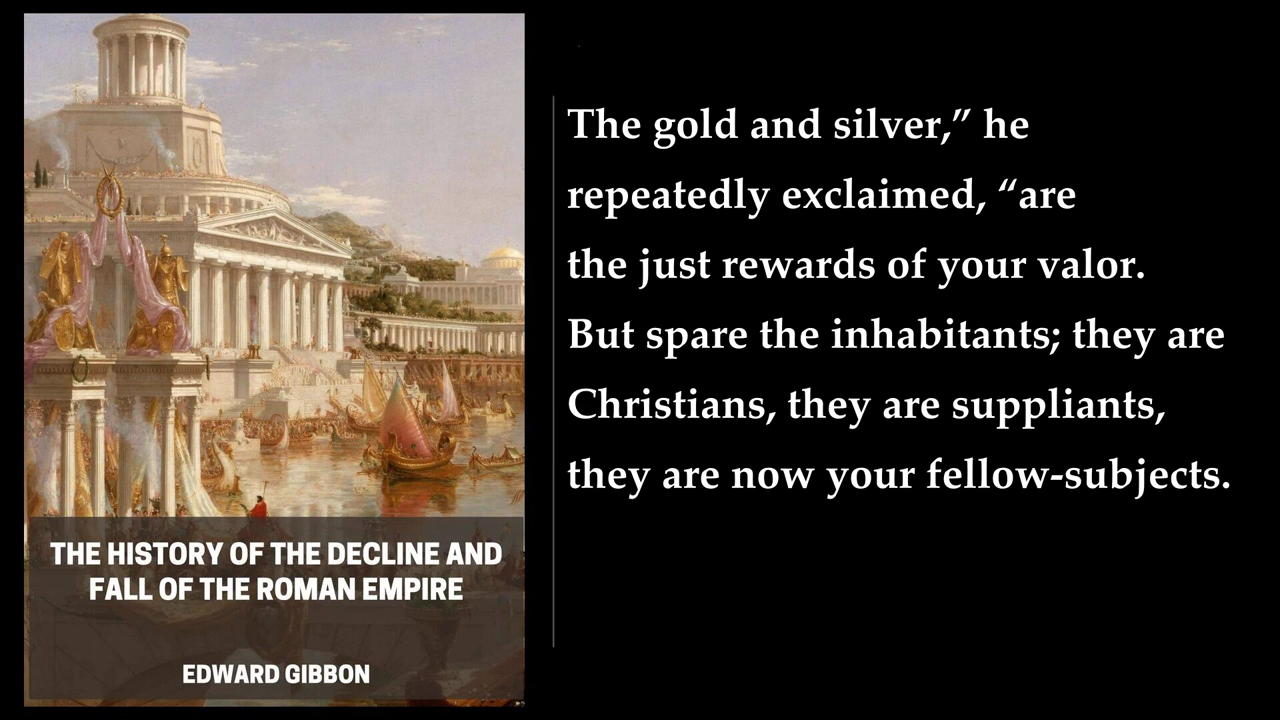 The gold and silver,” he
repeatedly exclaimed, “are
the just rewards of your valor.
But spare the inhabitants; they are
Christians, they are suppliants,
they are now your fellow-subjects.
THE HISTORY OF THE DECLINE AND
FALL OF THE ROMAN EMPIRE
EDWARD GIBBON